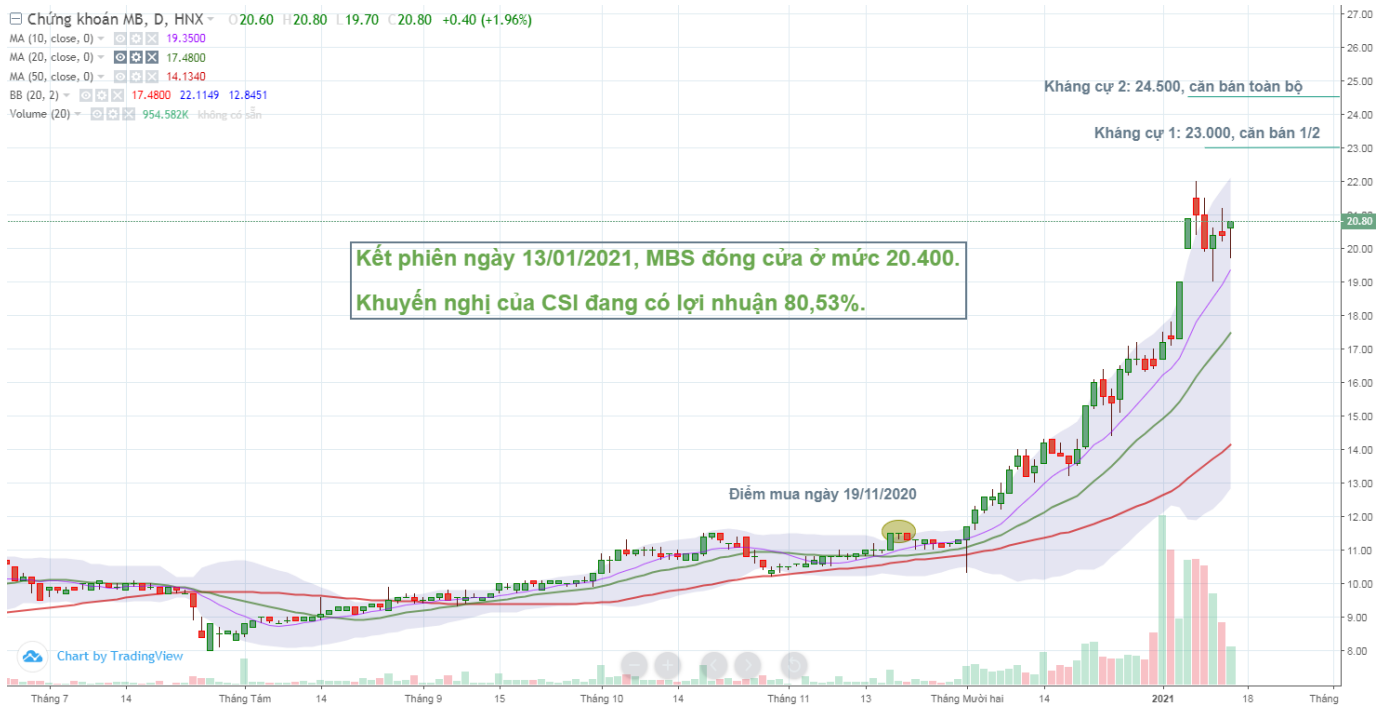 Chứng khoán MB, D, HNX O20.60 H20.80 L19.70 C20.80 +0.40 (+1.96%)
MA (10, close, 0) 19.3500
MA (20, close, 0) 17.4800
MA (50, close, 0) 14.1340
BB (20, 2) 17.4800 22.1149 12.8451
Volume (20) 954.582K không có sẵn
Kháng cự 2: 24.500, căn bán toàn bộ
Kháng cự 1: 23.000, căn bán 1/2
Kết phiên ngày 13/01/2021, MBS đóng cửa ở mức 20.400.
Khuyến nghị của CSI đang có lợi nhuận 80,53%.
Điểm mua ngày 19/11/2020
27.00
26.00
25.00
24.00
23.00
22.00
21.00
20.80
20.00
19.00
18.00
17.00
16.00
15.00
14.00
13.00
12.00
11.00
10.00
9.00
8.00
Chart by TradingView
Tháng 7 14 Tháng Tám 14 Tháng 9 15 Tháng 10 14 Tháng 11 13 Tháng Mười hai 14 2021 18 Tháng